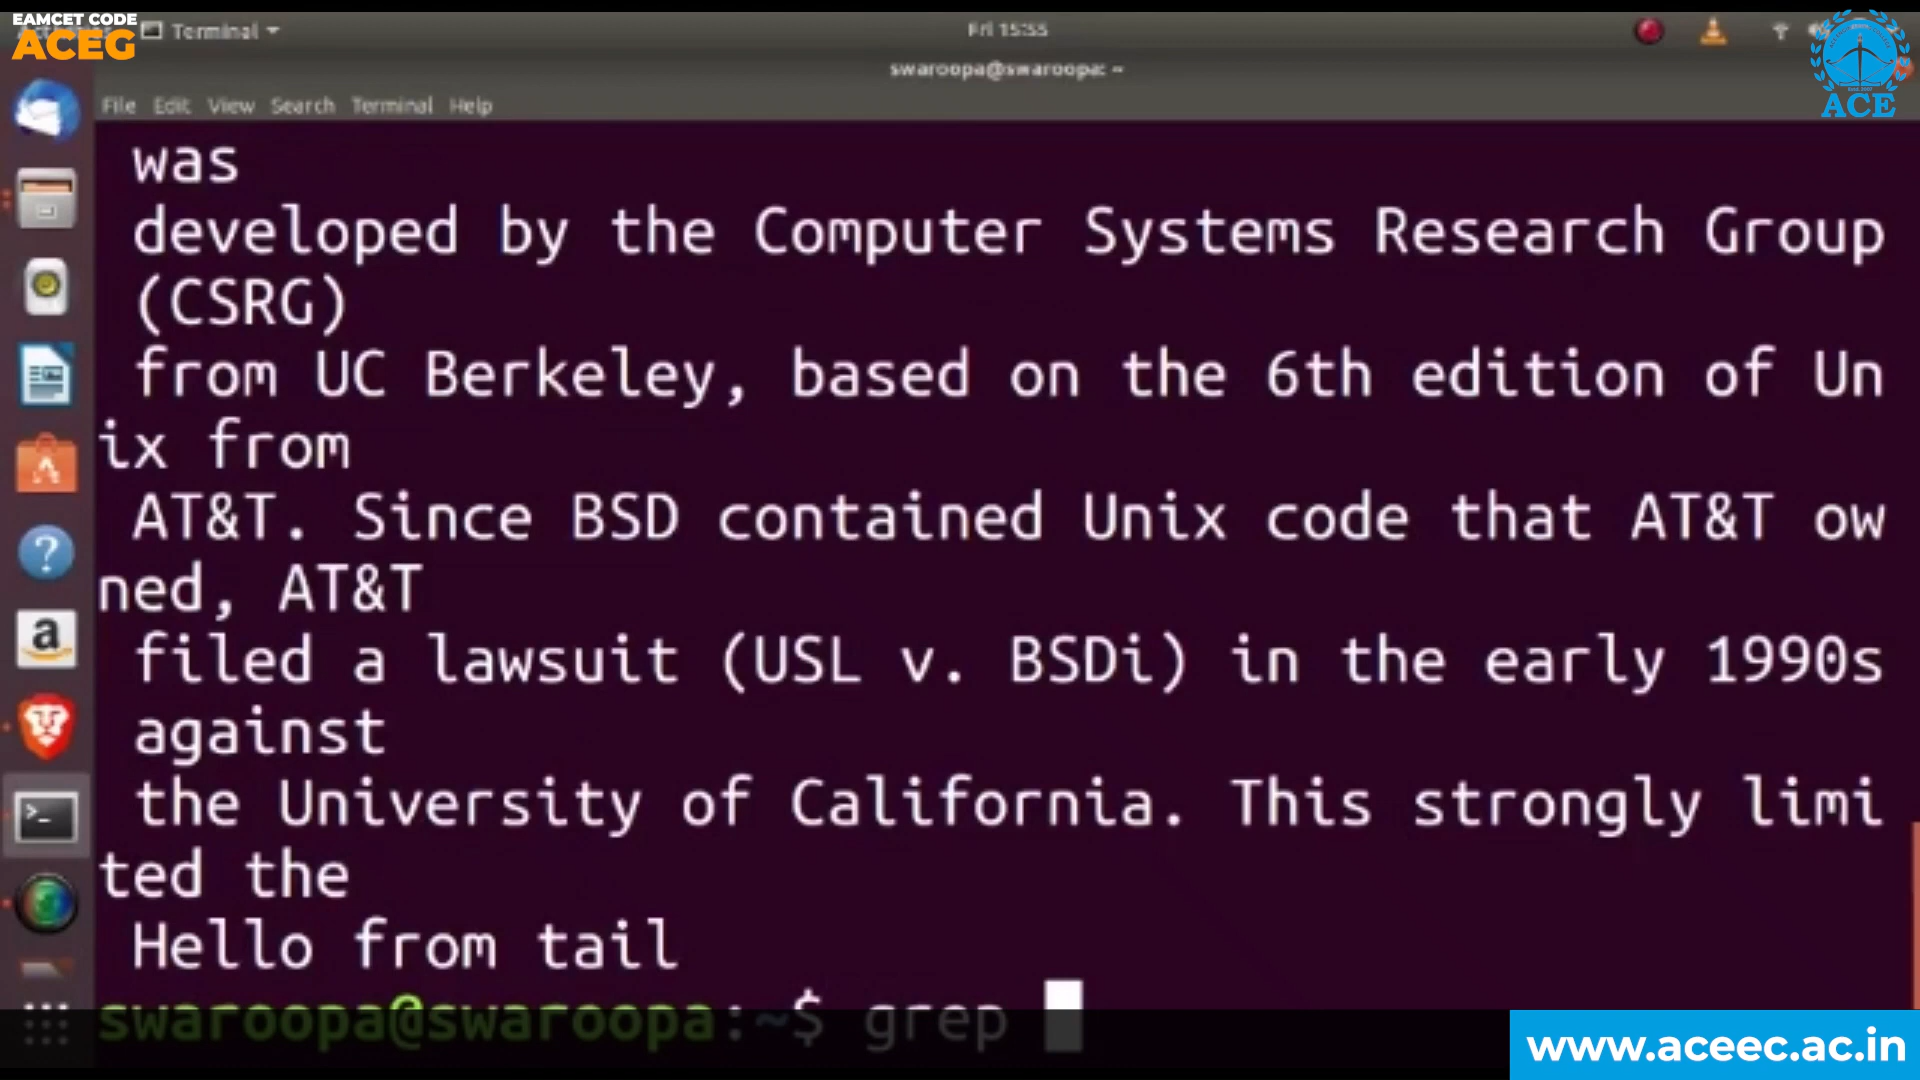 EAMCET CODE
ACEG
Terminal
Fri 15:55
swaroopa@swaroopa: ~
ACE
File Edit View Search Terminal Help
was
developed by the Computer Systems Research Group
(CSRG)
from UC Berkeley, based on the 6th edition of Un
ix from
AT&T. Since BSD contained Unix code that AT&T ow
ned, AT&T
filed a lawsuit (USL v. BSDi) in the early 1990s
against
the University of California. This strongly limi
ted the
Hello from tail
swaroopa@swaroopa:~$ grep
www.aceec.ac.in